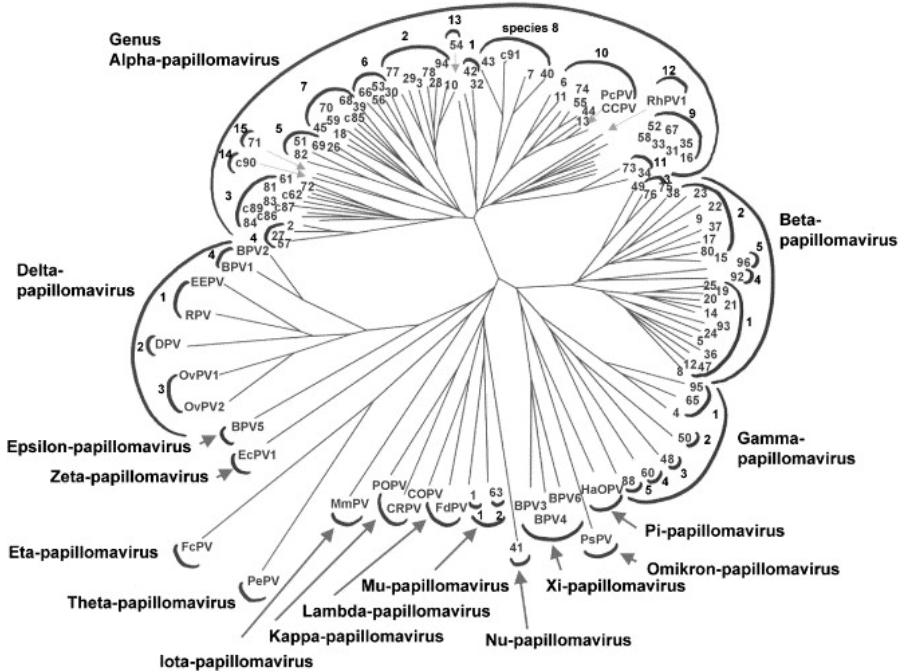 Genus
Alpha-papillomavirus
13
54
2
1
species 8
94
42
43
c91
77
78
29
3
28
10
32
7
40
10
6
74
11
55
44
13
PcPV
CCPV
12
RhPV1
9
52
67
58
33
35
31
16
6
53
66
30
56
7
68
70
39
59
c85
45
18
5
51
69
26
82
15
71
14
c90
11
73
34
3
61
81
72
83
c62
c89
c87
c86
84
4
2
27
57
49
76
75
38
23
22
2
9
37
17
80
15
Beta-
papillomavirus
5
96
92
4
25
19
20
21
14
1
24
93
5
36
12
47
8
Delta-
papillomavirus
4
BPV2
BPV1
EEPV
1
RPV
2
DPV
OvPV1
3
OvPV2
95
65
4
1
50
2
48
3
60
4
88
5
Gamma-
papillomavirus
BPV5
Epsilon-papillomavirus
EcPV1
Zeta-papillomavirus
POPV
COPV
1
63
MmPV
CRPV
FdPV
1
2
BPV3
BPV6
BPV4
HaOPV
Pi-papillomavirus
41
PsPV
Omikron-papillomavirus
FcPV
Eta-papillomavirus
PePV
Theta-papillomavirus
Mu-papillomavirus
Xi-papillomavirus
Lambda-papillomavirus
Kappa-papillomavirus
Nu-papillomavirus
Iota-papillomavirus